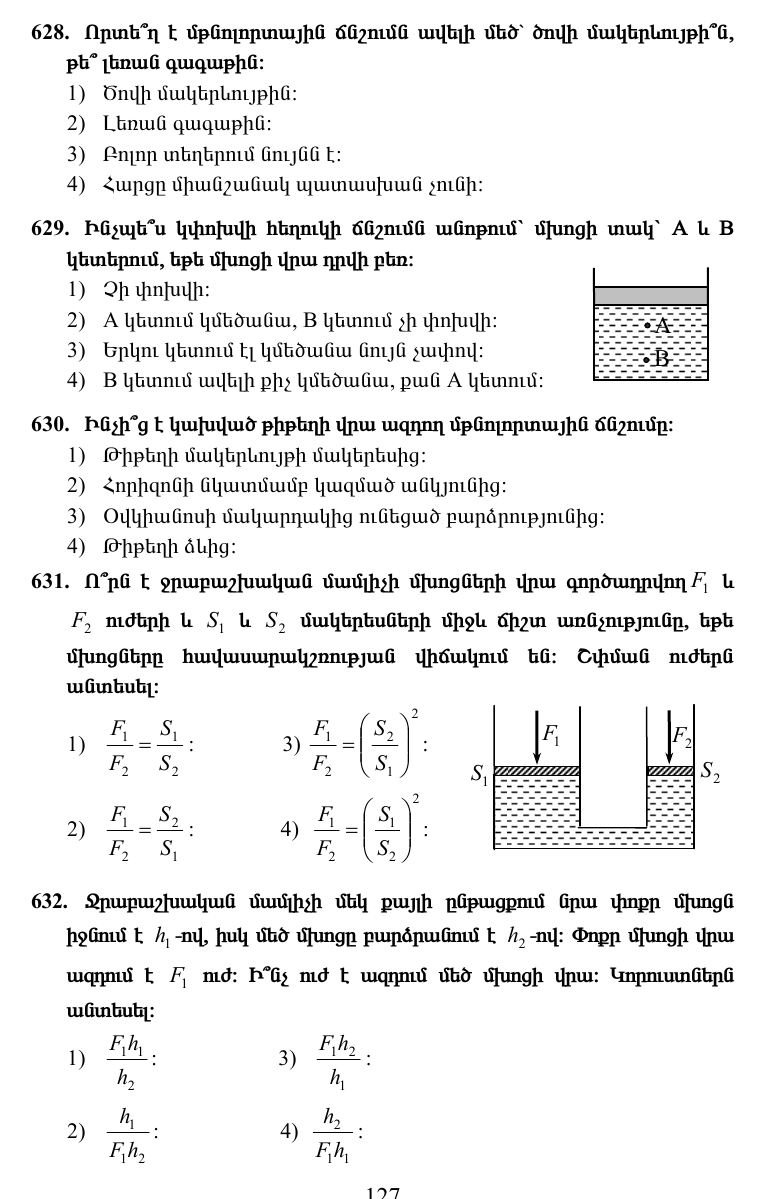 628. Որտե՞ղ է մթնոլորտային ճնշումն ավելի մեծ՝ ծովի մակերևույթի՞ն,
թե՞ լեռան գագաթին:
1) Ծովի մակերևույթին:
2) Լեռան գագաթին:
3) Բոլոր տեղերում նույնն է:
4) Հարցը միանշանակ պատասխան չունի:
629. Ինչպե՞ս կփոխվի հեղուկի ճնշումն անոթում՝ մխոցի տակ՝ A և B
կետերում, եթե մխոցի վրա դրվի բեռ:
1) Չի փոխվի:
2) A կետում կմեծանա, B կետում չի փոխվի:
3) Երկու կետում էլ կմեծանա նույն չափով:
4) B կետում ավելի քիչ կմեծանա, քան A կետում:
A
B
630. Ինչի՞ց է կախված թիթեղի վրա ազդող մթնոլորտային ճնշումը:
1) Թիթեղի մակերևույթի մակերեսից:
2) Հորիզոնի նկատմամբ կազմած անկյունից:
3) Օվկիանոսի մակարդակից ունեցած բարձրությունից:
4) Թիթեղի ձևից:
631. Ո՞րն է ջրաբաշխական մամլիչի մխոցների վրա գործադրվող F₁ և
F₂ ուժերի և S₁ և S₂ մակերեսների միջև ճիշտ առնչությունը, եթե
մխոցները հավասարակշռության վիճակում են: Շփման ուժերն
անտեսել:
1) F₁/F₂ = S₁/S₂ : 3) F₁/F₂ = (S₂/S₁)² :
2) F₁/F₂ = S₂/S₁ : 4) F₁/F₂ = (S₁/S₂)² :
F₁ F₂
S₁ S₂
632. Ջրաբաշխական մամլիչի մեկ քայլի ընթացքում նրա փոքր մխոցն
իջնում է h₁ -ով, իսկ մեծ մխոցը բարձրանում է h₂ -ով: Փոքր մխոցի վրա
ազդում է F₁ ուժ: Ի՞նչ ուժ է ազդում մեծ մխոցի վրա: Կորուստներն
անտեսել:
1) F₁h₁/h₂ : 3) F₁h₂/h₁ :
2) h₁/F₁h₂ : 4) h₂/F₁h₁ :
127